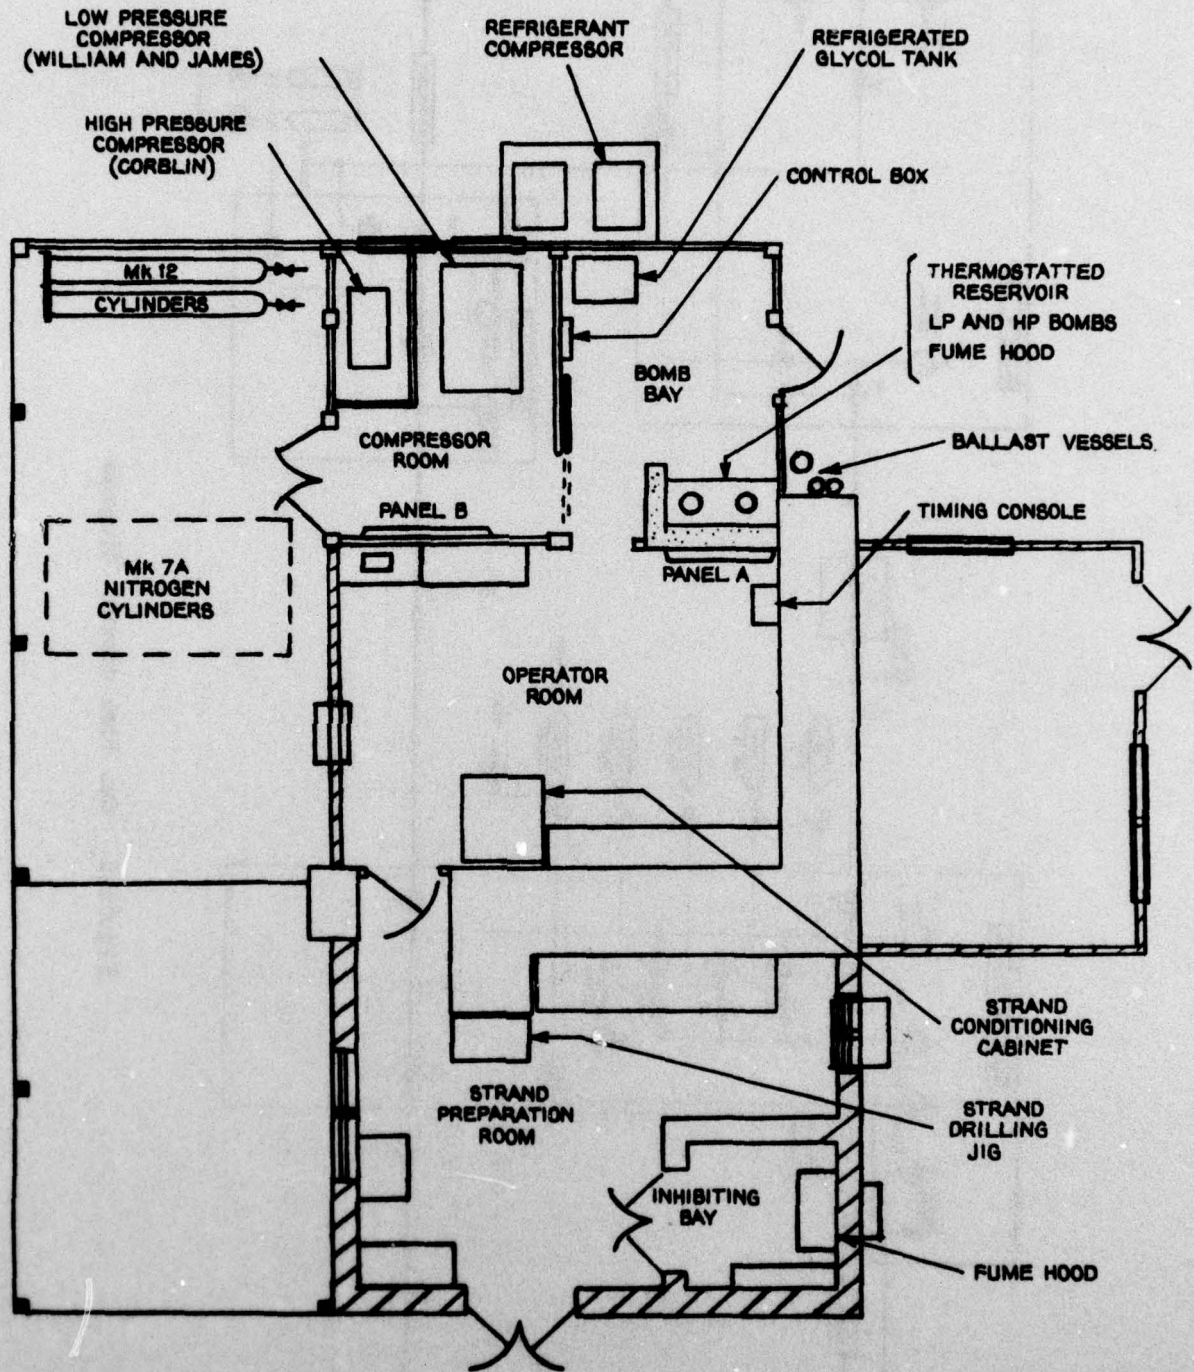 LOW PRESSURE
COMPRESSOR
(WILLIAM AND JAMES)
REFRIGERANT
COMPRESSOR
REFRIGERATED
GLYCOL TANK
HIGH PRESSURE
COMPRESSOR
(CORBLIN)
CONTROL BOX
MK 12
CYLINDERS
THERMOSTATTED
RESERVOIR
LP AND HP BOMBS
FUME HOOD
BOMB
BAY
COMPRESSOR
ROOM
BALLAST VESSELS
PANEL B
TIMING CONSOLE
MK 7A
NITROGEN
CYLINDERS
PANEL A
OPERATOR
ROOM
STRAND
CONDITIONING
CABINET
STRAND
PREPARATION
ROOM
STRAND
DRILLING
JIG
INHIBITING
BAY
FUME HOOD